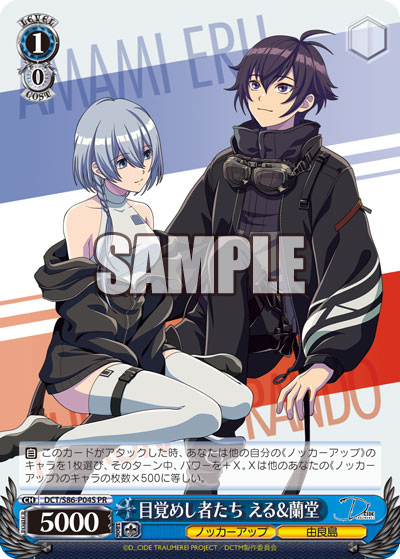 LEVEL
1
0
COST
AMAMI ERU
SAMPLE
RANDO
CH DCT/S86-P04S PR
自 このカードがアタックした時、あなたは他の自分の《ノッカーアップ》の
キャラを1枚選び、そのターン中、パワーを+X。Xは他のあなたの《ノッカー
アップ》のキャラの枚数×500に等しい。
5000
目覚めし者たち える&蘭堂
ノッカーアップ
由良島
©D_CIDE TRAUMEREI PROJECT/DCTM製作委員会